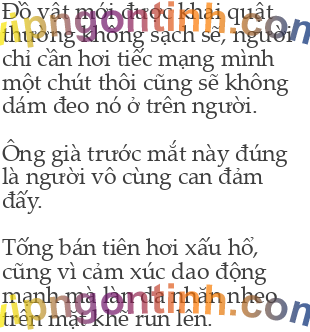 Đồ vật mới được khai quật
thường không sạch sẽ, người
chỉ cần hơi tiếc mạng mình
một chút thôi cũng sẽ không
dám đeo nó ở trên người.

Ông già trước mắt này đúng
là người vô cùng can đảm
đấy.

Tống bán tiên hơi xấu hổ,
cũng vì cảm xúc dao động
mạnh mà làn da nhăn nheo
trên mặt khẽ run lên.